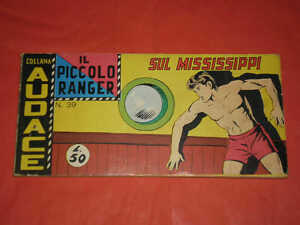 COLLANA
AUDACE
IL
PICCOLO
RANGER
N. 39
L. 50
SUL MISSISSIPPI